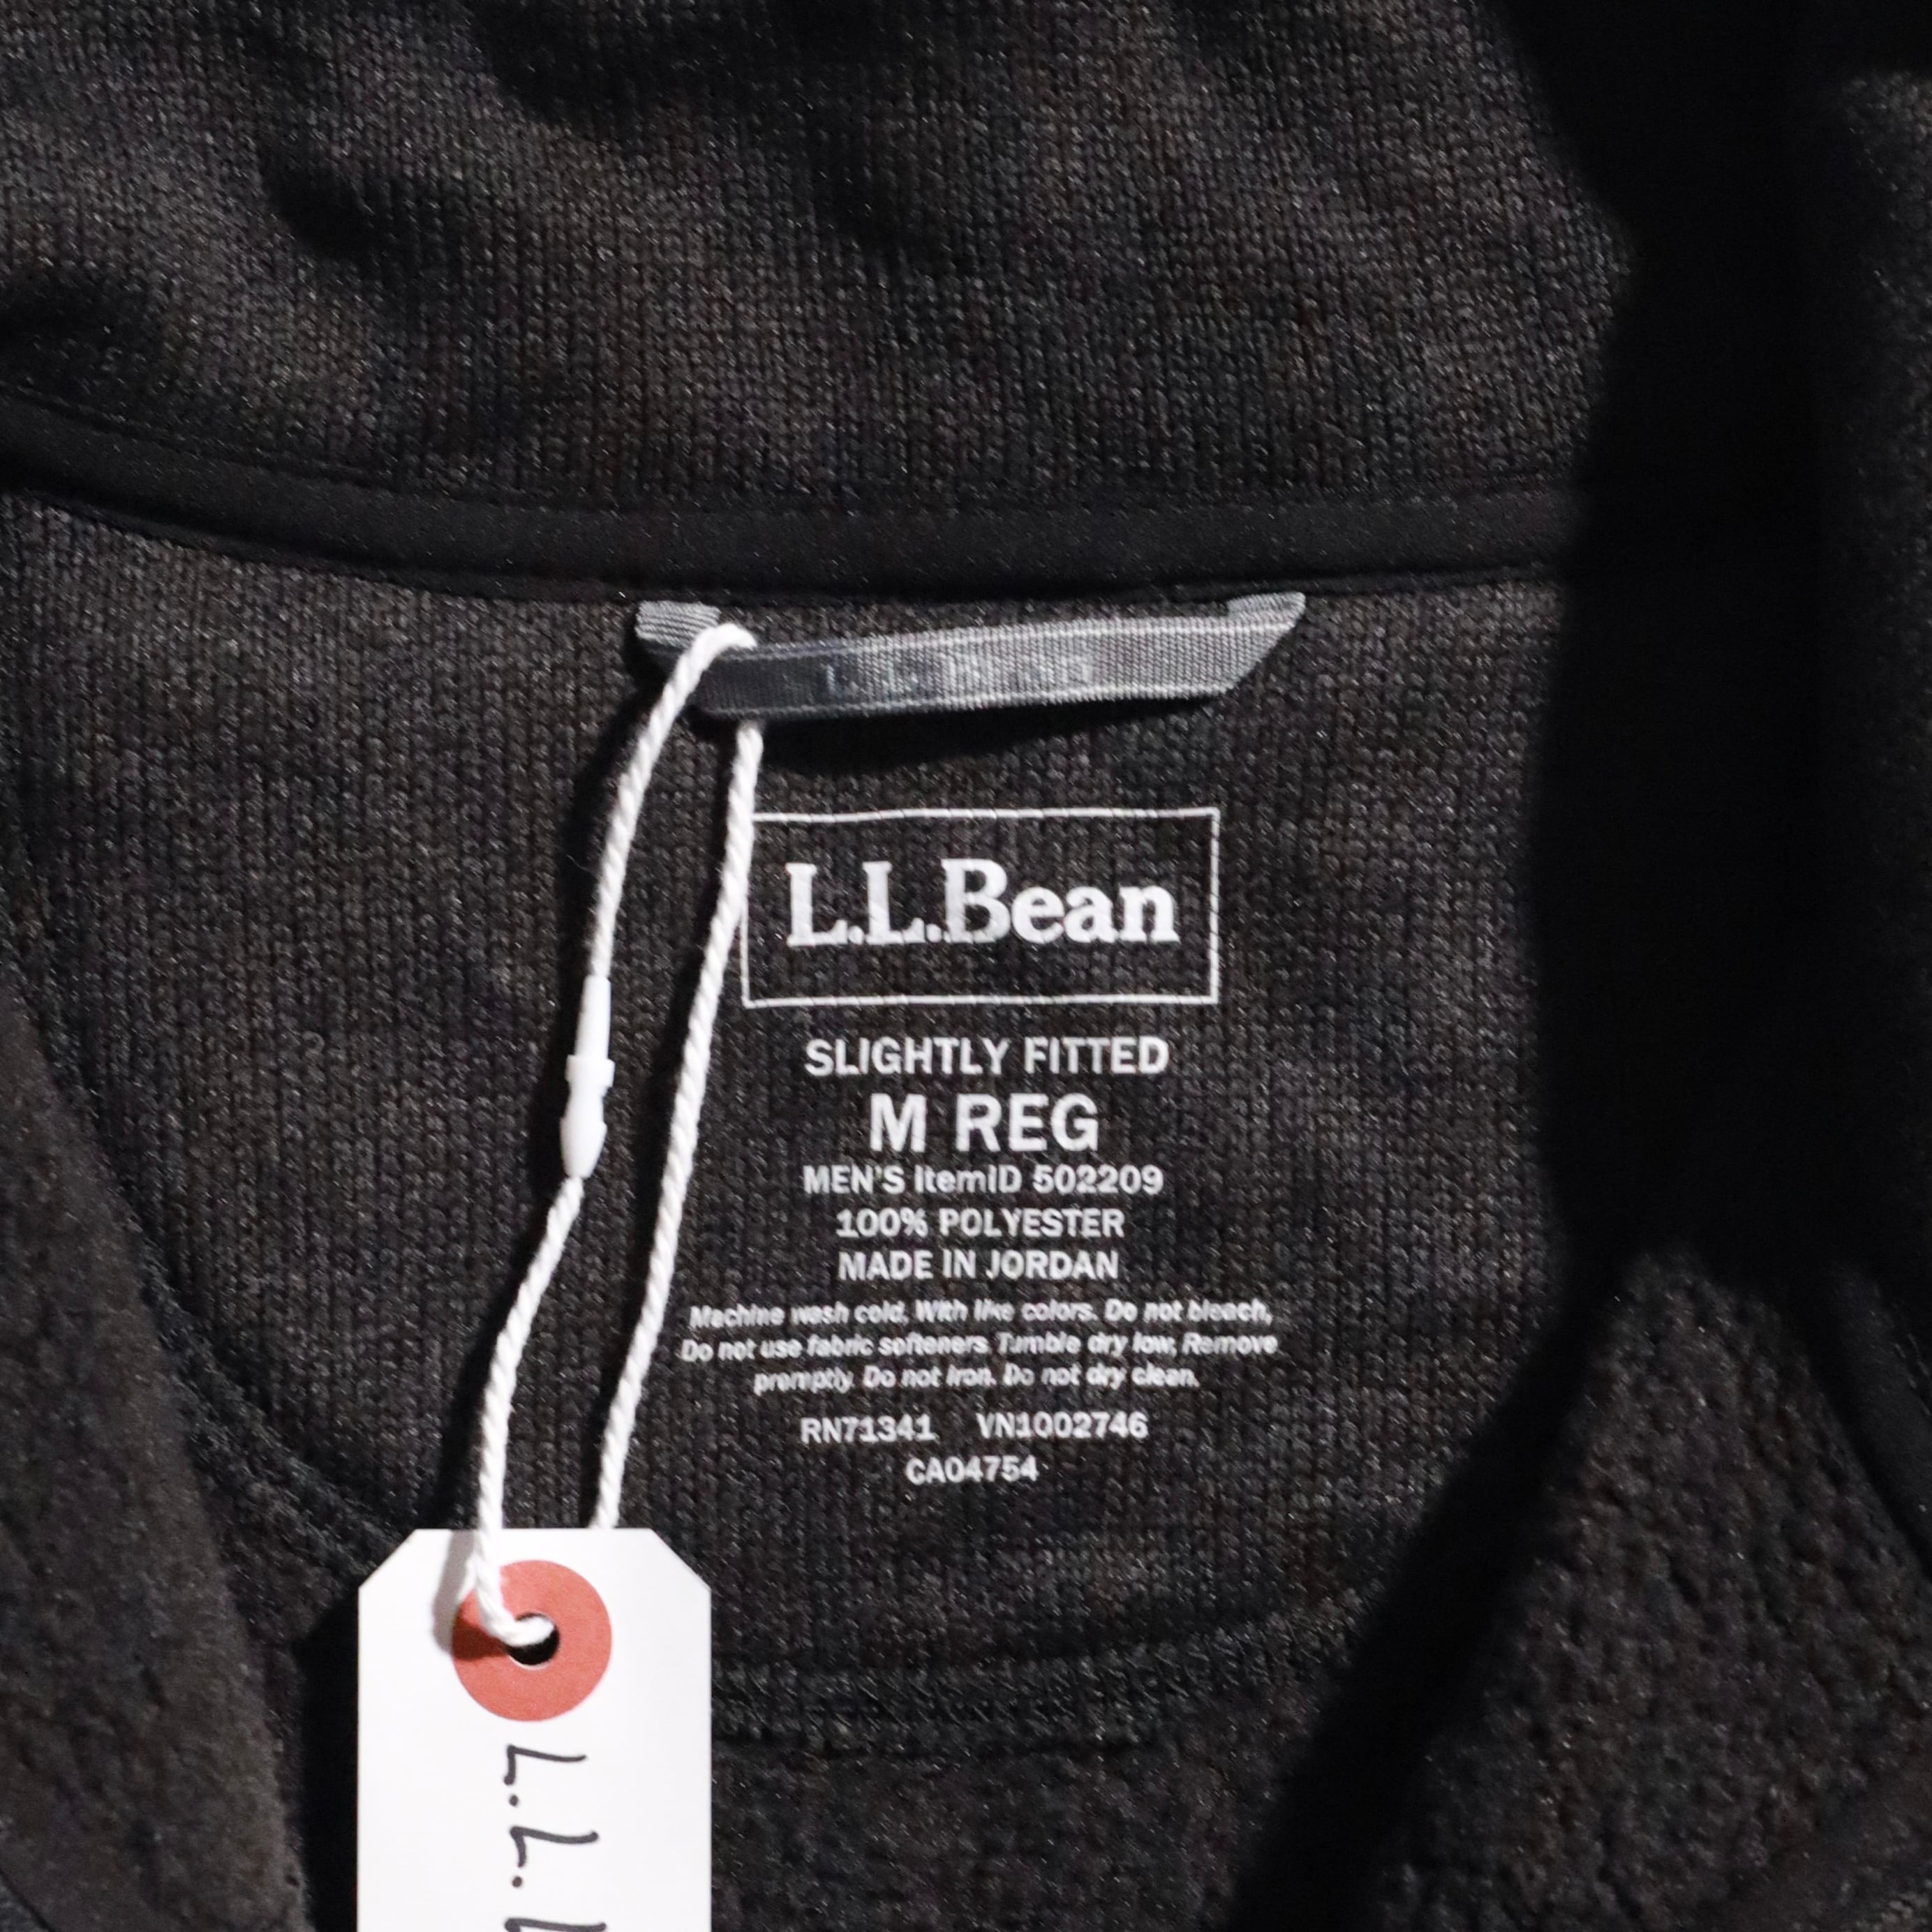 L.L.Bean
L.L.Bean
SLIGHTLY FITTED
M REG
MEN'S ItemID 502209
100% POLYESTER
MADE IN JORDAN
Machine wash cold, With like colors. Do not bleach,
Do not use fabric softeners. Tumble dry low, Remove
promptly. Do not iron. Do not dry clean.
RN71341 VN1002746
CA04754
L.L.